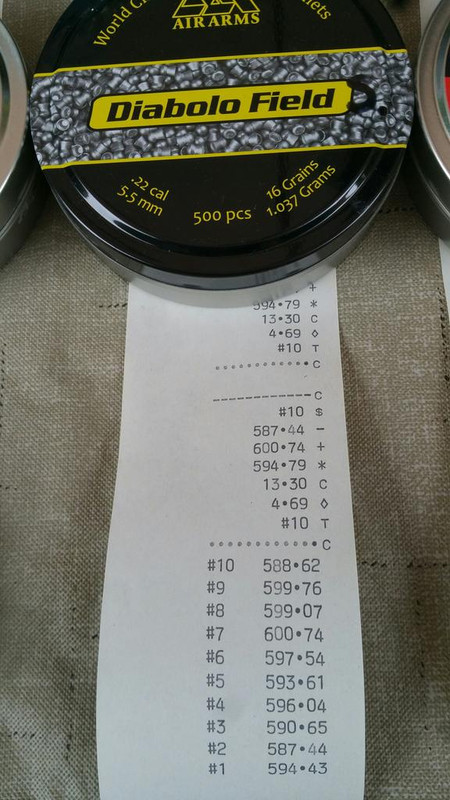 World
AIR ARMS
Diabolo Field
.22 cal
5.5 mm
500 pcs
16 Grains
1.037 Grams
+
594•79 *
13•30 C
4•69 ◊
#10 T
•••••••••••C
-----------C
#10 $
587•44 -
600•74 +
594•79 *
13•30 C
4•69 ◊
#10 T
•••••••••••C
#10 588•62
#9 599•76
#8 599•07
#7 600•74
#6 597•54
#5 593•61
#4 596•04
#3 590•65
#2 587•44
#1 594•43